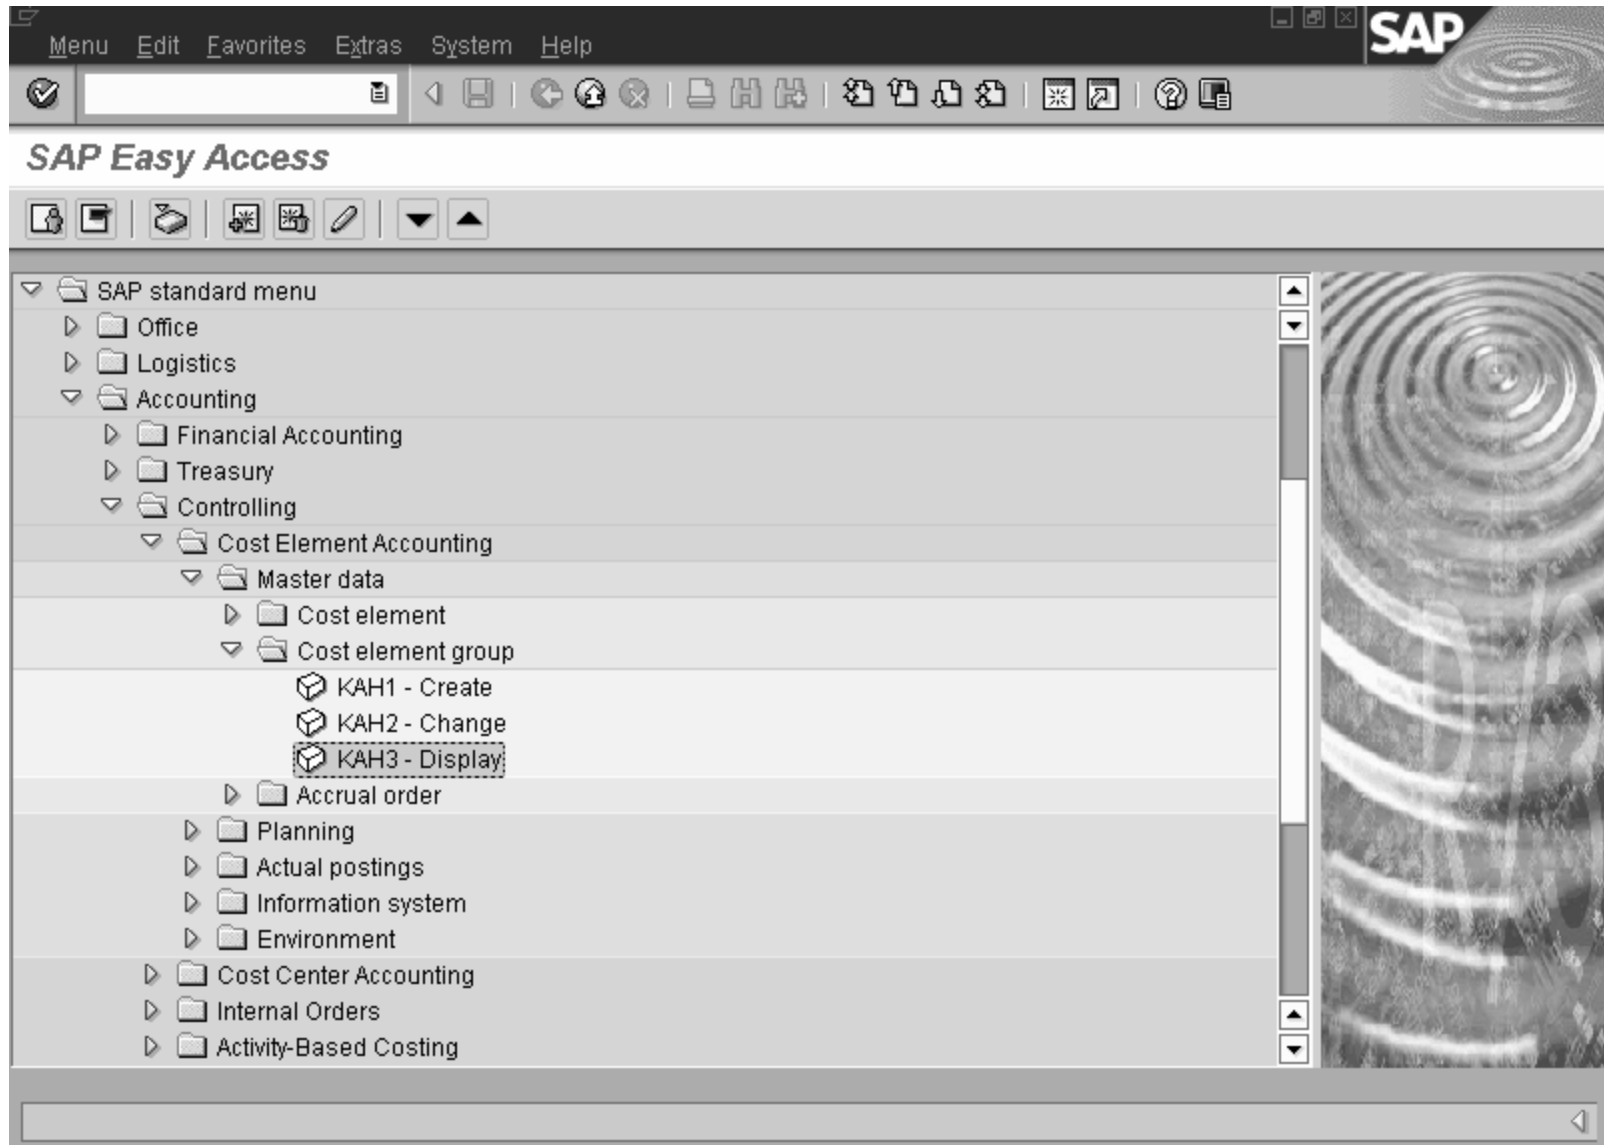 SAP
Menu Edit Favorites Extras System Help
SAP Easy Access
SAP standard menu
Office
Logistics
Accounting
Financial Accounting
Treasury
Controlling
Cost Element Accounting
Master data
Cost element
Cost element group
KAH1 - Create
KAH2 - Change
KAH3 - Display
Accrual order
Planning
Actual postings
Information system
Environment
Cost Center Accounting
Internal Orders
Activity-Based Costing